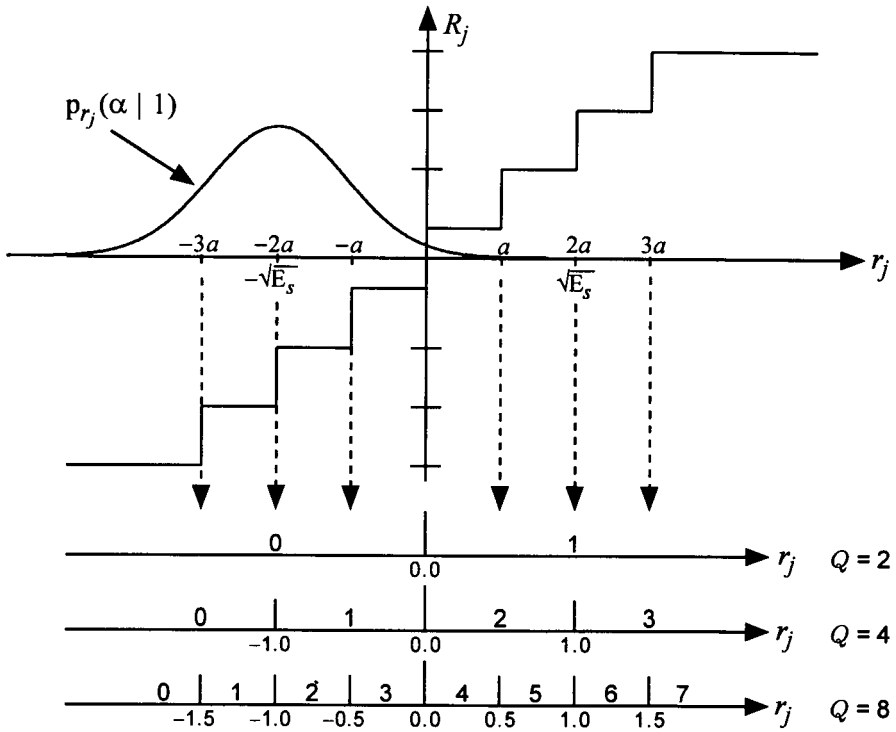 R_j
p_{r_j}(α | 1)
−3a −2a −a a 2a 3a r_j
−√E_s √E_s
0 1 r_j Q = 2
0.0
0 1 2 3 r_j Q = 4
−1.0 0.0 1.0
0 1 2 3 4 5 6 7 r_j Q = 8
−1.5 −1.0 −0.5 0.0 0.5 1.0 1.5